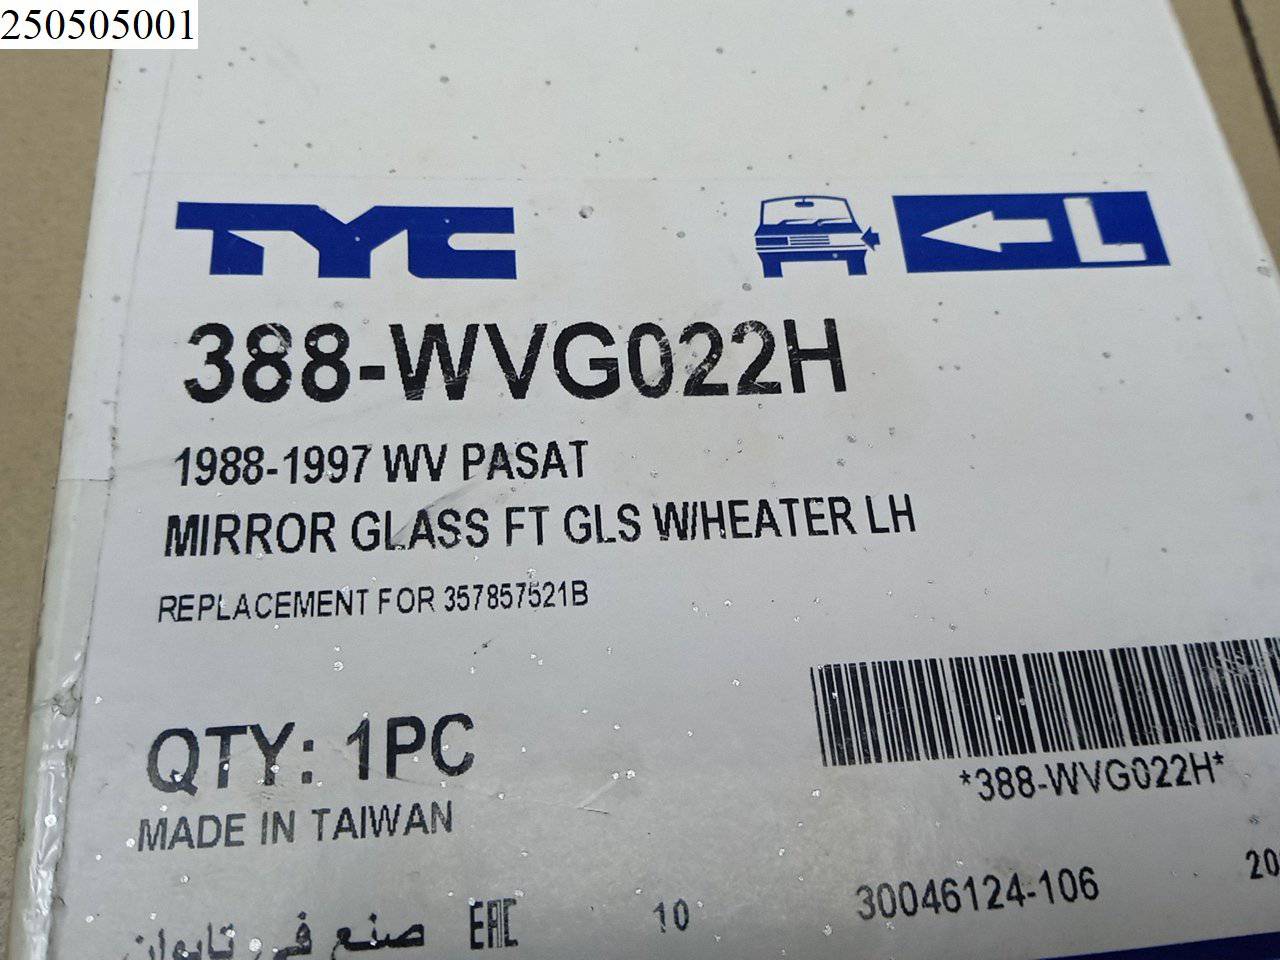 250505001
TYC
L
388-WVG022H
1988-1997 WV PASAT
MIRROR GLASS FT GLS W/HEATER LH
REPLACEMENT FOR 357857521B
QTY: 1PC
*388-WVG022H*
MADE IN TAIWAN
30046124-106
صنع في تايوان
EAC
10